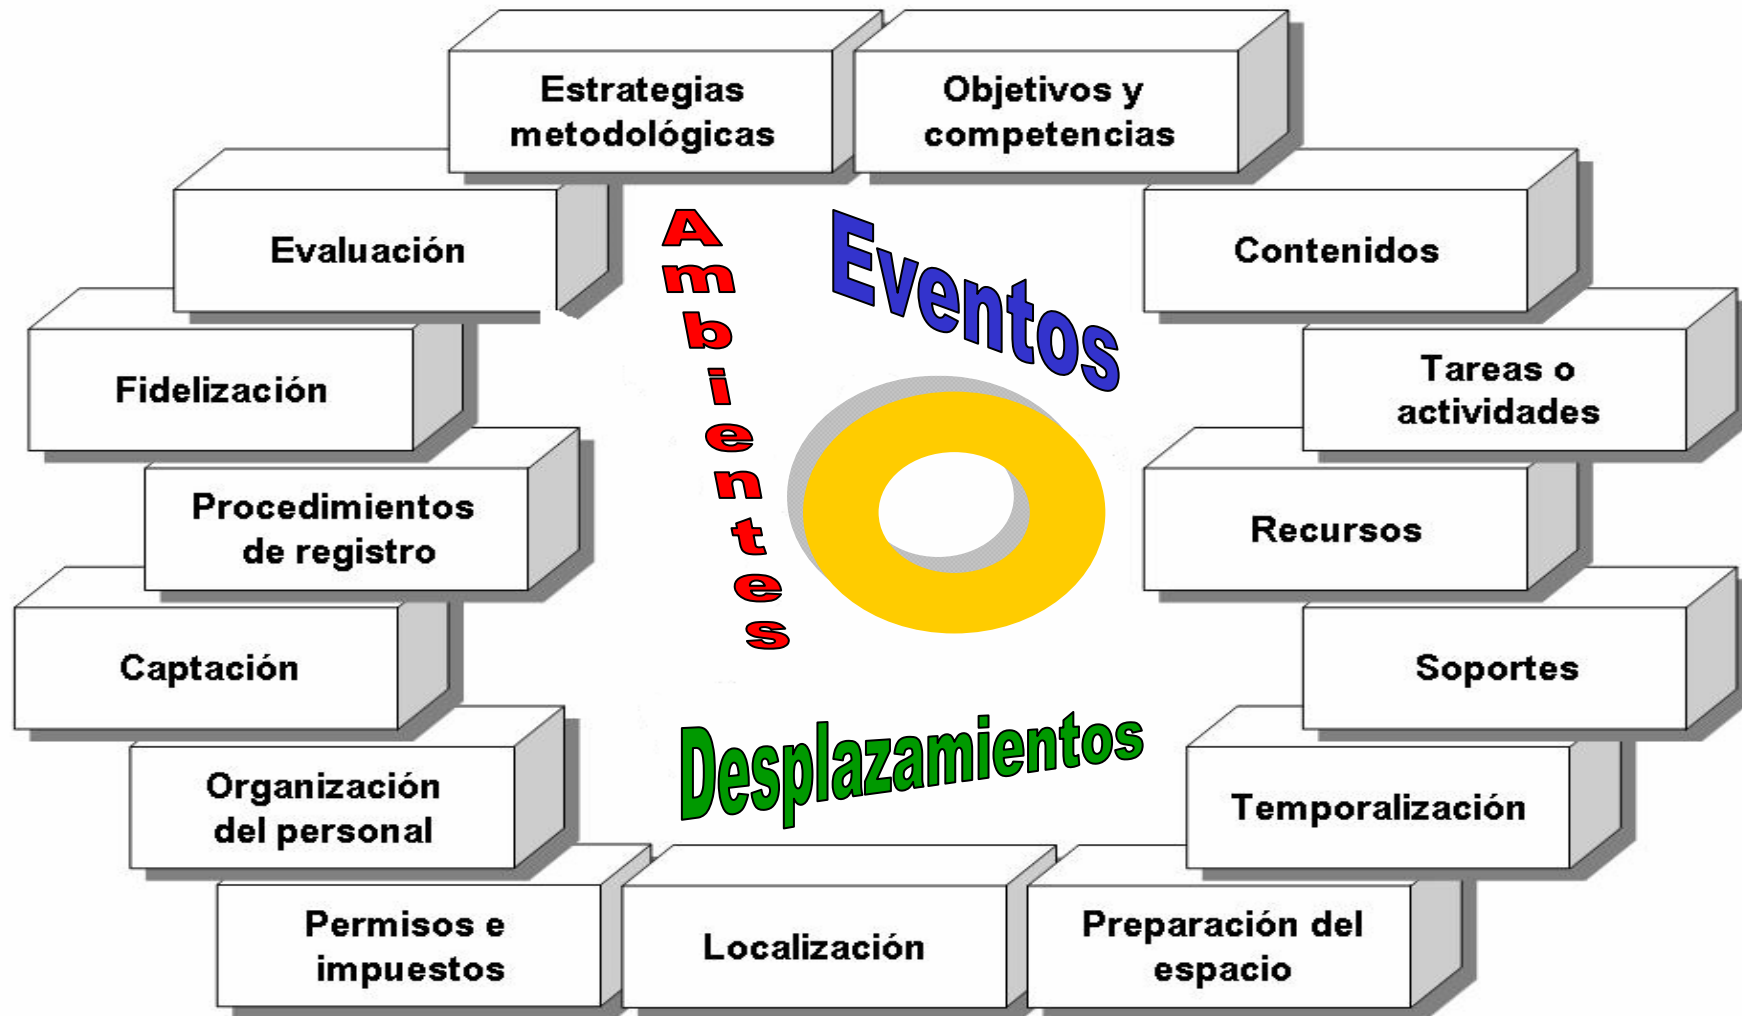 Estrategias
metodológicas
Objetivos y
competencias
Evaluación
Contenidos
Ambientes
Eventos
Fidelización
Tareas o
actividades
Procedimientos
de registro
Recursos
Captación
Soportes
Desplazamientos
Organización
del personal
Temporalización
Permisos e
impuestos
Localización
Preparación del
espacio